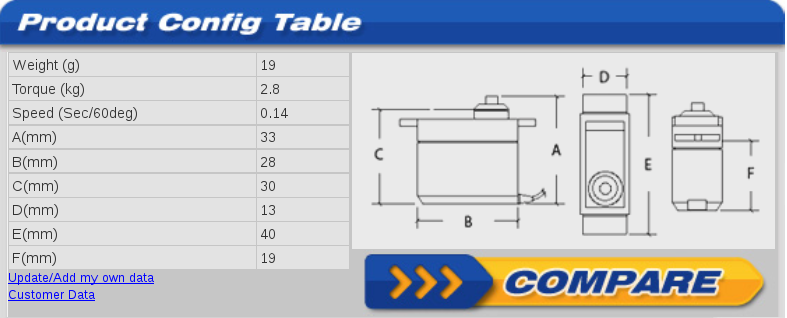 Product Config Table
Weight (g) 19
Torque (kg) 2.8
Speed (Sec/60deg) 0.14
A(mm) 33
B(mm) 28
C(mm) 30
D(mm) 13
E(mm) 40
F(mm) 19
Update/Add my own data
Customer Data
D
A
C
E
F
B
COMPARE